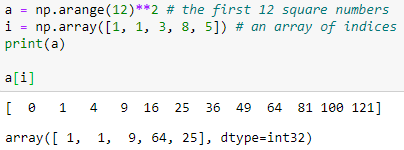 a = np.arange(12)**2 # the first 12 square numbers
i = np.array([1, 1, 3, 8, 5]) # an array of indices
print(a)
a[i]
[  0   1   4   9  16  25  36  49  64  81 100 121]
array([ 1,  1,  9, 64, 25], dtype=int32)